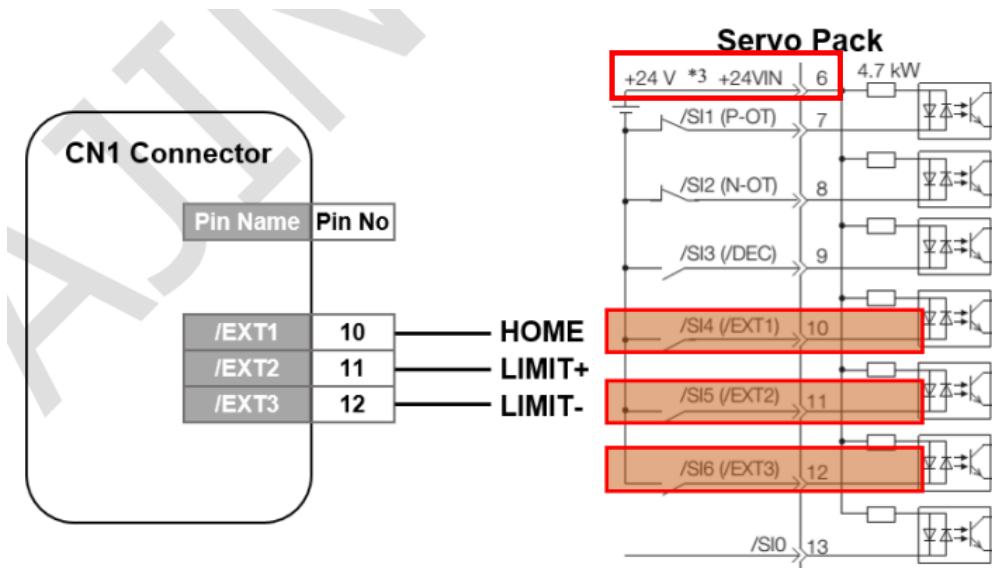 AJIN
Servo Pack
+24 V *3 +24VIN 6 4.7 kW
/SI1 (P-OT) 7
/SI2 (N-OT) 8
/SI3 (/DEC) 9
/SI4 (/EXT1) 10
/SI5 (/EXT2) 11
/SI6 (/EXT3) 12
/SI0 13
CN1 Connector
Pin Name Pin No
/EXT1 10 HOME
/EXT2 11 LIMIT+
/EXT3 12 LIMIT-